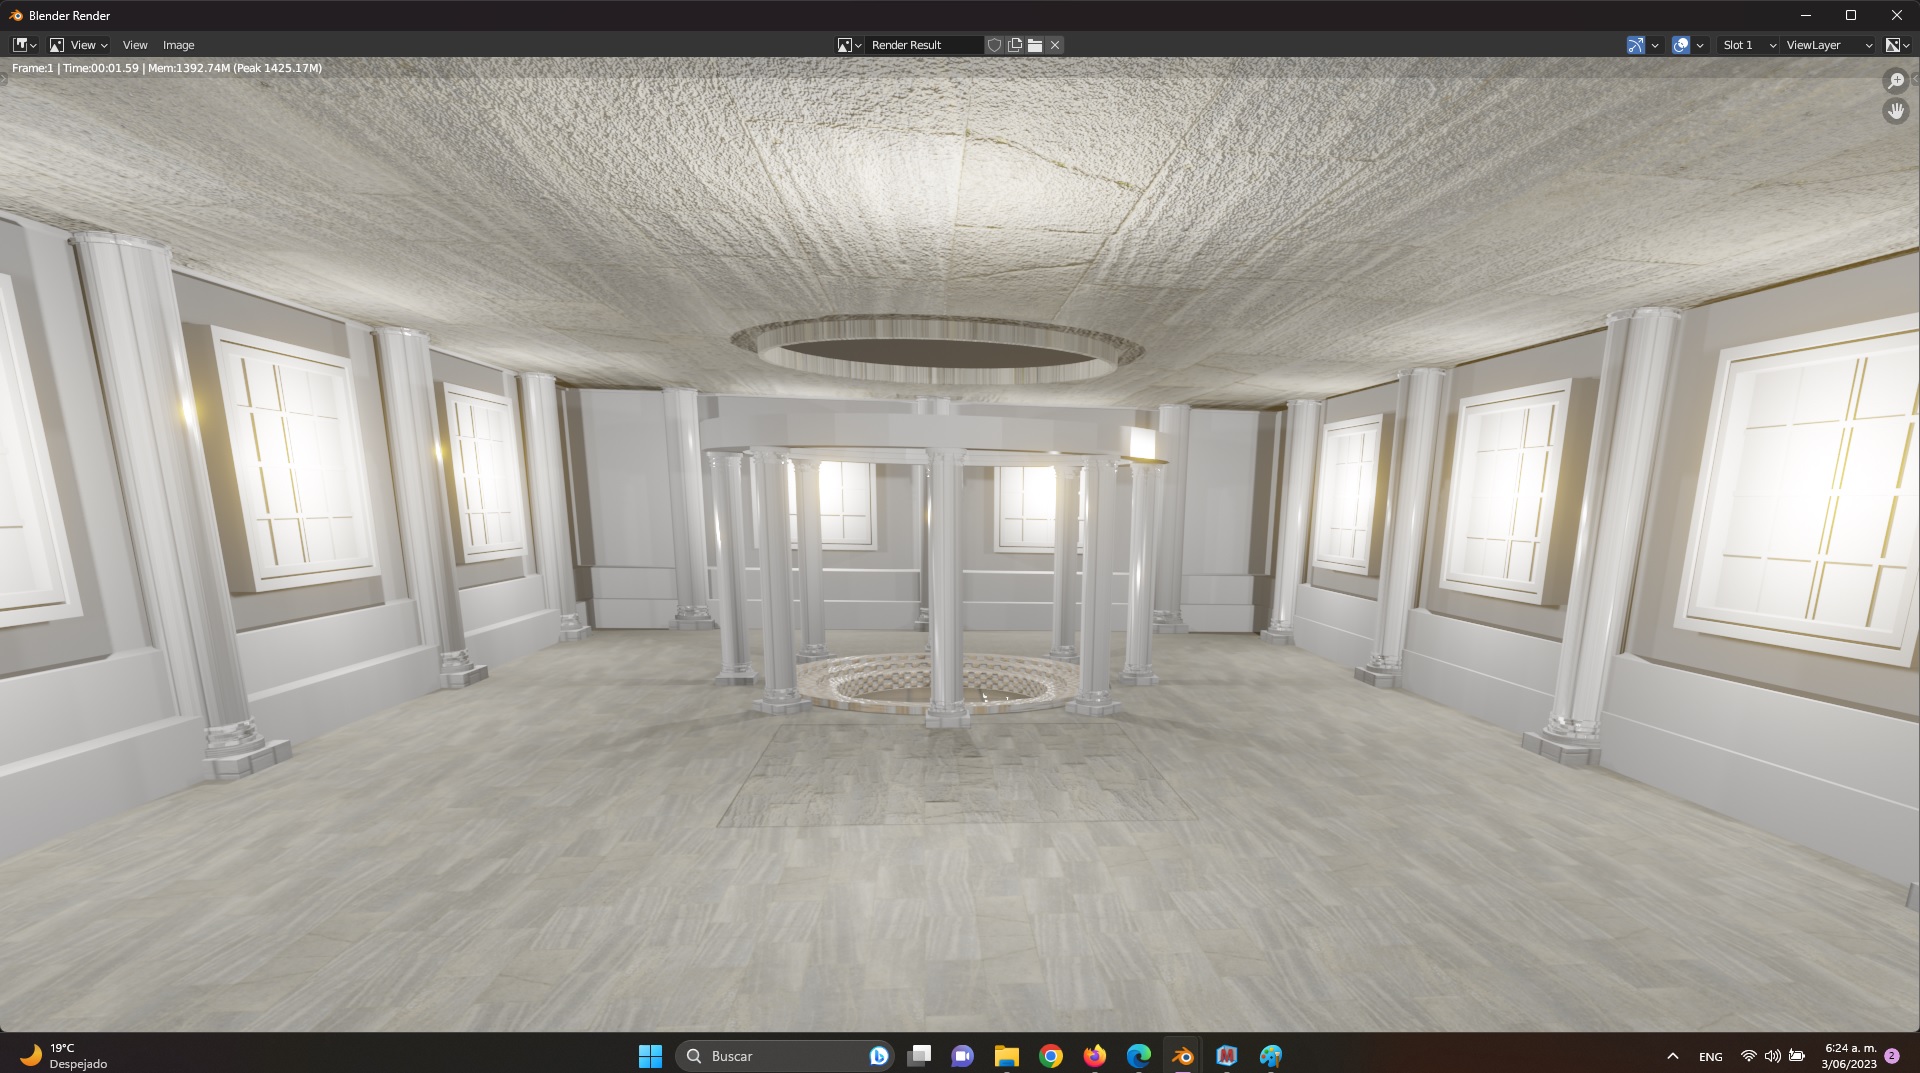 Blender Render
View View Image Render Result Slot 1 ViewLayer
Frame:1 | Time:00:01.59 | Mem:1392.74M (Peak 1425.17M)
19°C
Despejado
Buscar
ENG
6:24 a. m.
3/06/2023
2